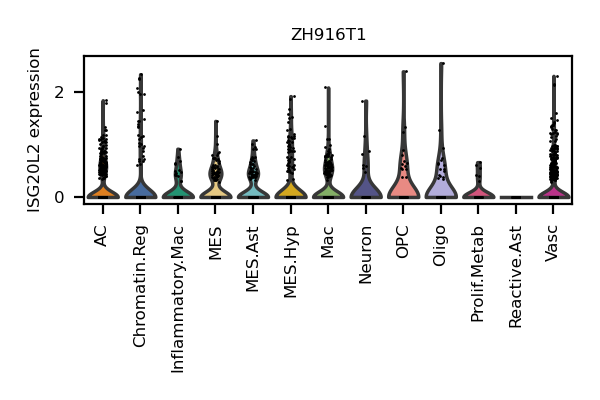 ZH916T1
ISG20L2 expression
2
0
AC
Chromatin.Reg
Inflammatory.Mac
MES
MES.Ast
MES.Hyp
Mac
Neuron
OPC
Oligo
Prolif.Metab
Reactive.Ast
Vasc